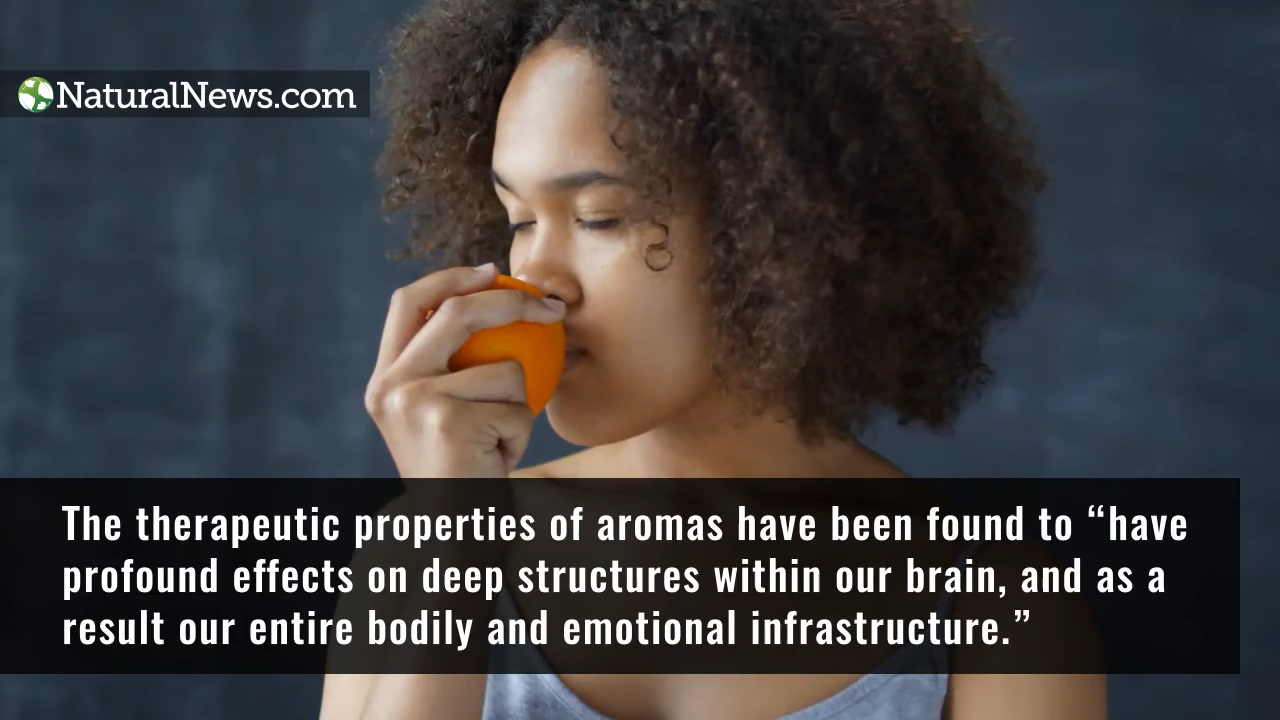 NaturalNews.com
The therapeutic properties of aromas have been found to “have
profound effects on deep structures within our brain, and as a
result our entire bodily and emotional infrastructure.”